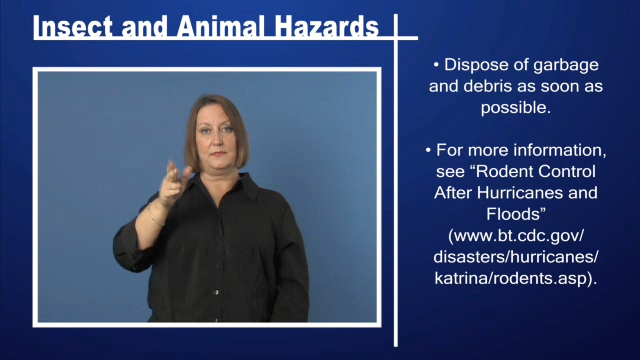 Insect and Animal Hazards
• Dispose of garbage
and debris as soon as
possible.
• For more information,
see “Rodent Control
After Hurricanes and
Floods”
(www.bt.cdc.gov/
disasters/hurricanes/
katrina/rodents.asp).